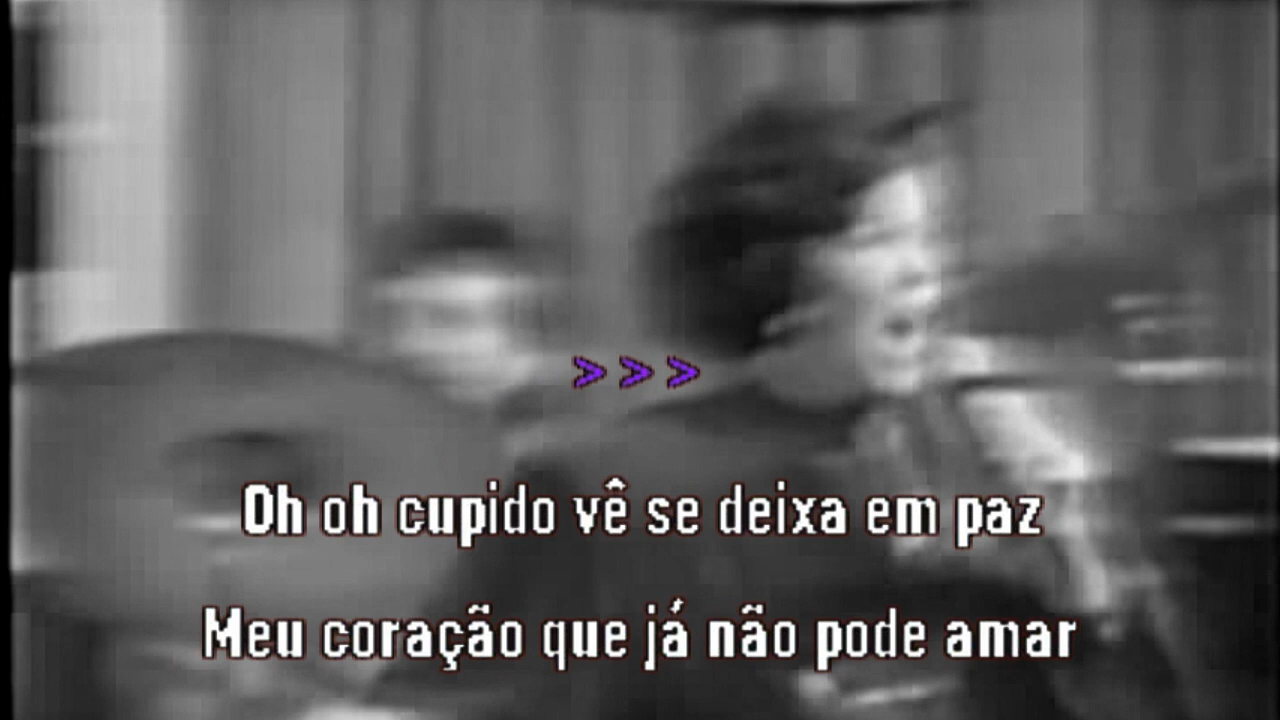 > > >
Oh oh cupido vê se deixa em paz
Meu coração que já não pode amar